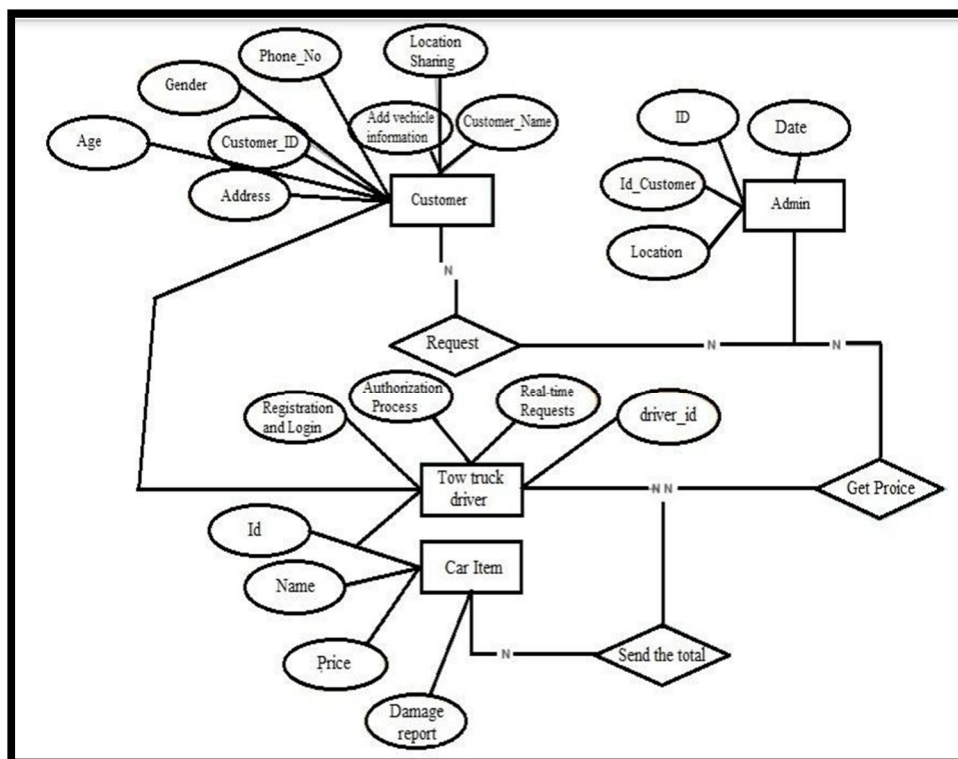 Location
Sharing
Phone_No
Gender
Add vechicle
information
Customer_Name
ID
Date
Age
Customer_ID
Id_Customer
Address
Customer
Admin
Location
N
Request
N
N
Authorization
Process
Real-time
Requests
Registration
and Login
driver_id
Tow truck
driver
N N
Get Proice
Id
Car Item
Name
N
Send the total
Price
Damage
report